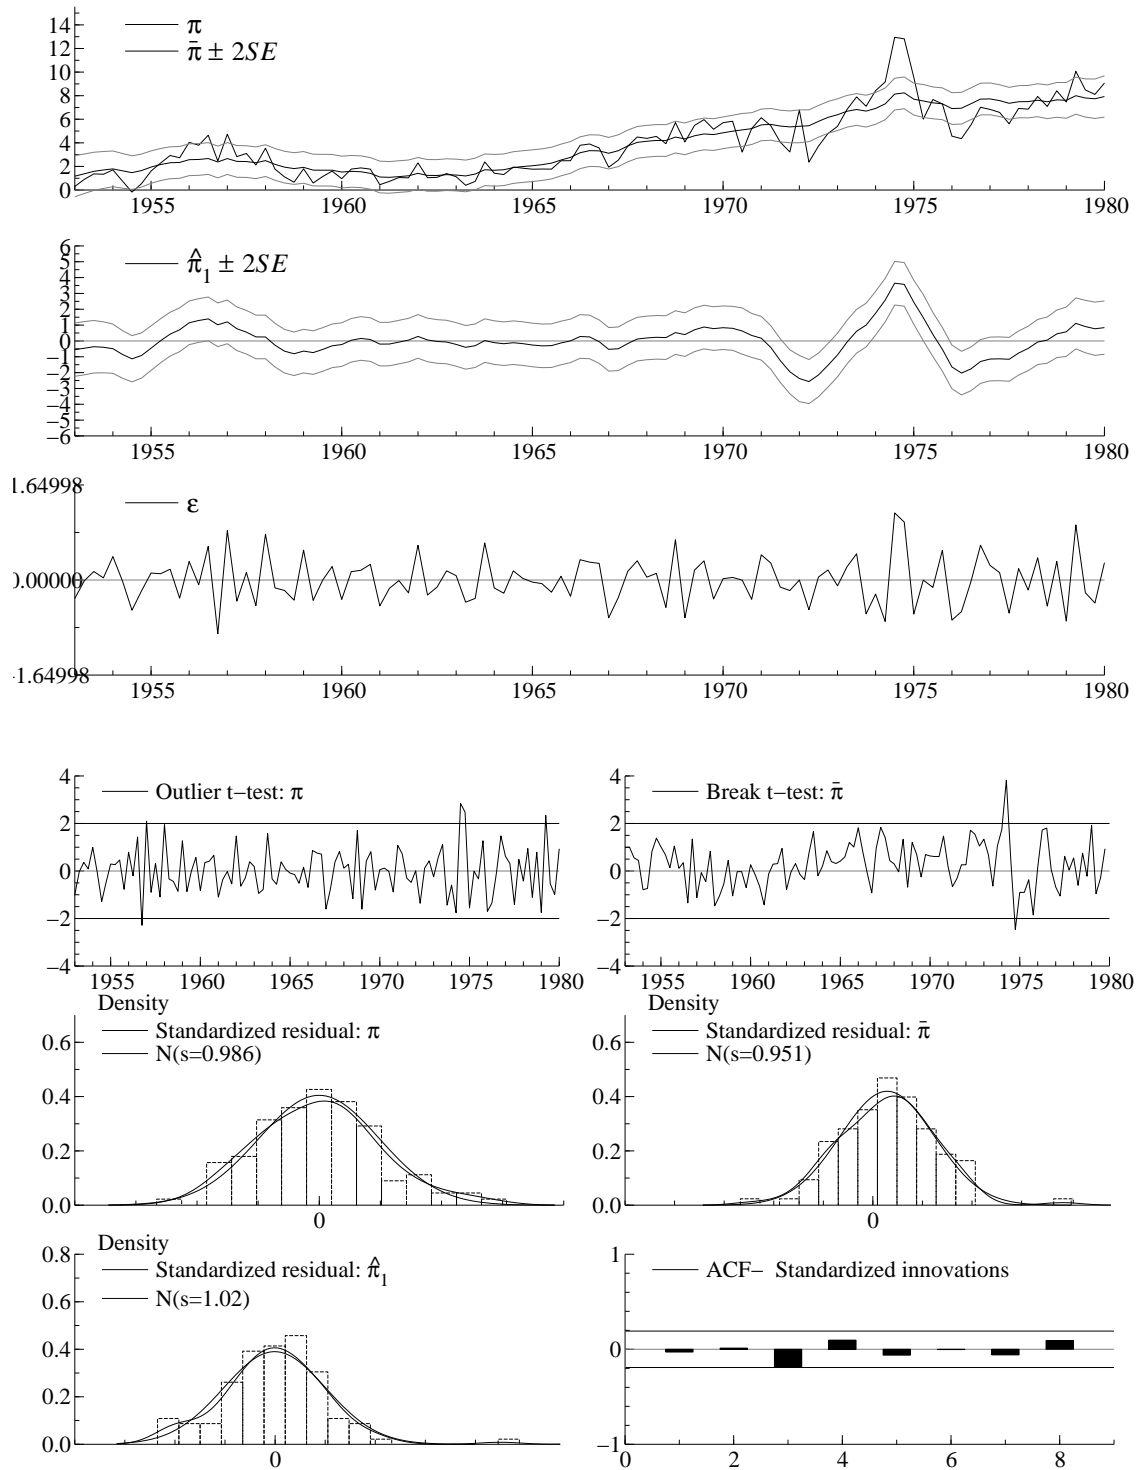 14
π
12
π̄ ± 2SE
10
8
6
4
2
0
1955 1960 1965 1970 1975 1980
6
5
π̂1 ± 2SE
4
3
2
1
0
−1
−2
−3
−4
−5
−6
1955 1960 1965 1970 1975 1980
1.64998
ε
0.00000
-1.64998
1955 1960 1965 1970 1975 1980
4
Outlier t−test: π
2
0
−2
−4
1955 1960 1965 1970 1975 1980
4
Break t−test: π̄
2
0
−2
−4
1955 1960 1965 1970 1975 1980
Density
Standardized residual: π
0.6
N(s=0.986)
0.4
0.2
0.0
0
Density
Standardized residual: π̄
0.6
N(s=0.951)
0.4
0.2
0.0
0
Density
0.8
Standardized residual: π̂1
0.6
N(s=1.02)
0.4
0.2
0.0
0
1
ACF− Standardized innovations
0
−1
0 2 4 6 8